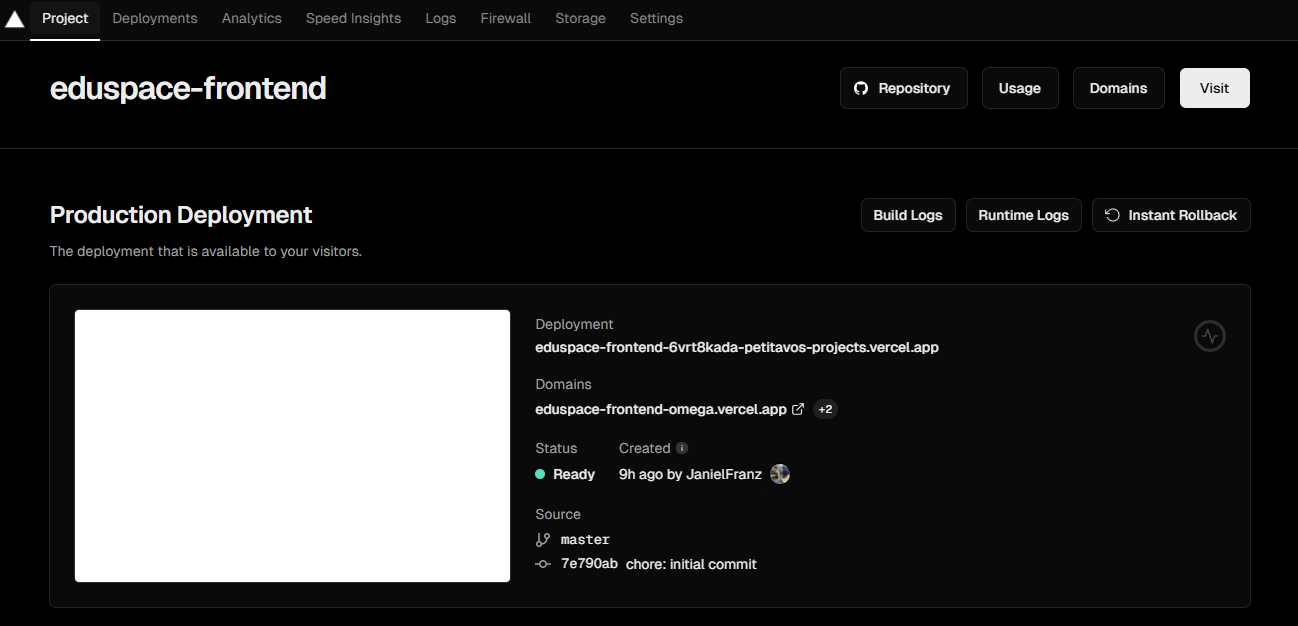 Project Deployments Analytics Speed Insights Logs Firewall Storage Settings
eduspace-frontend
Repository Usage Domains Visit
Production Deployment
Build Logs Runtime Logs Instant Rollback
The deployment that is available to your visitors.
Deployment
eduspace-frontend-6vrt8kada-petitavos-projects.vercel.app
Domains
eduspace-frontend-omega.vercel.app +2
Status Created
Ready 9h ago by JanielFranz
Source
master
7e790ab chore: initial commit